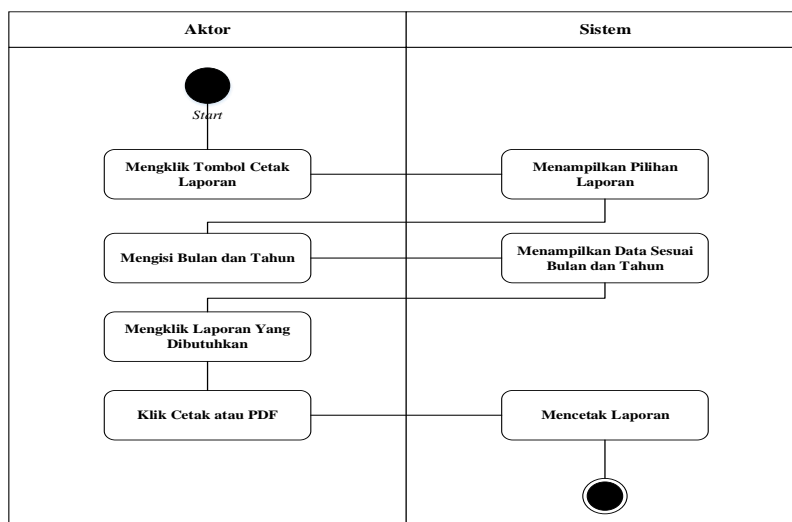 Aktor
Sistem
Start
Mengklik Tombol Cetak
Laporan
Menampilkan Pilihan
Laporan
Mengisi Bulan dan Tahun
Menampilkan Data Sesuai
Bulan dan Tahun
Mengklik Laporan Yang
Dibutuhkan
Klik Cetak atau PDF
Mencetak Laporan